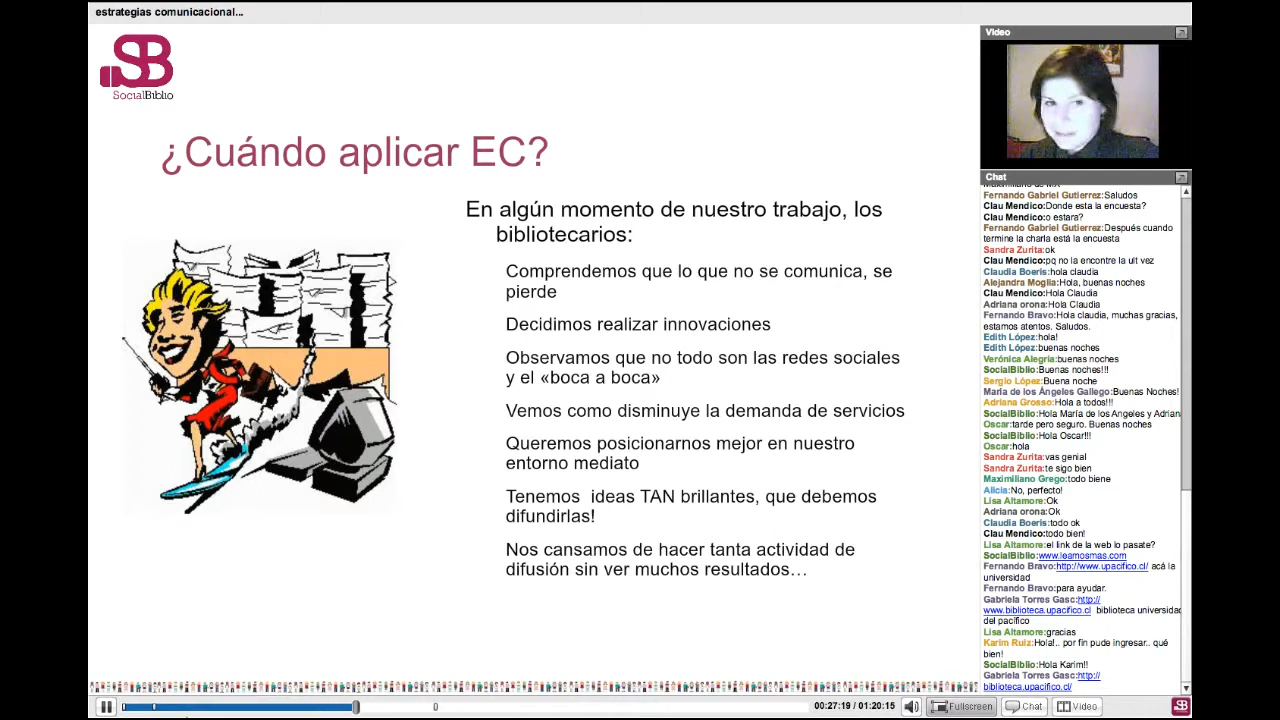 estrategias comunicacional...
SB
SocialBiblio
¿Cuándo aplicar EC?
En algún momento de nuestro trabajo, los
bibliotecarios:
Comprendemos que lo que no se comunica, se
pierde
Decidimos realizar innovaciones
Observamos que no todo son las redes sociales
y el «boca a boca»
Vemos como disminuye la demanda de servicios
Queremos posicionarnos mejor en nuestro
entorno mediato
Tenemos ideas TAN brillantes, que debemos
difundirlas!
Nos cansamos de hacer tanta actividad de
difusión sin ver muchos resultados…
Video
Chat
Maximiliano de MX
Fernando Gabriel Gutierrez:Saludos
Clau Mendico:Donde esta la encuesta?
Clau Mendico:o estara?
Fernando Gabriel Gutierrez:Después cuando
termine la charla está la encuesta
Sandra Zurita:ok
Clau Mendico:pq no la encontre la ult vez
Claudia Boeris:hola claudia
Alejandra Moglia:Hola, buenas noches
Clau Mendico:Hola Claudia
Adriana orona:Hola Claudia
Fernando Bravo:Hola claudia, muchas gracias,
estamos atentos. Saludos.
Edith López:hola!
Edith López:buenas noches
Verónica Alegría:buenas noches
SocialBiblio:Buenas noches!!!
Sergio López:Buena noche
María de los Ángeles Gallego:Buenas Noches!
Adriana Grosso:Hola a todos!!!
SocialBiblio:Hola María de los Angeles y Adriana
Oscar:tarde pero seguro. Buenas noches
SocialBiblio:Hola Oscar!!!
Oscar:hola
Sandra Zurita:vas genial
Sandra Zurita:te sigo bien
Maximiliano Grego:todo biene
Alicia:No, perfecto!
Lisa Altamore:Ok
Adriana orona:Ok
Claudia Boeris:todo ok
Clau Mendico:todo bien!
Lisa Altamore:el link de la web lo pasate?
SocialBiblio:www.leamosmas.com
Fernando Bravo:http://www.upacifico.cl/ acá la
universidad
Fernando Bravo:para ayudar.
Gabriela Torres Gasc:http://
www.biblioteca.upacifico.cl biblioteca universidad
del pacífico
Lisa Altamore:gracias
Karim Ruiz:Hola!.. por fin pude ingresar.. qué
bien!
SocialBiblio:Hola Karim!!
Gabriela Torres Gasc:http://
biblioteca.upacifico.cl/
00:27:19 / 01:20:15
Fullscreen
Chat
Video
SB